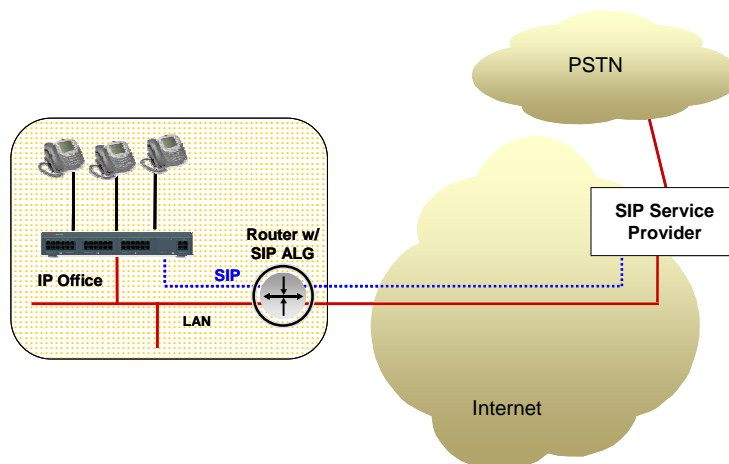 PSTN
SIP Service
Provider
Router w/
SIP ALG
IP Office
SIP
LAN
Internet